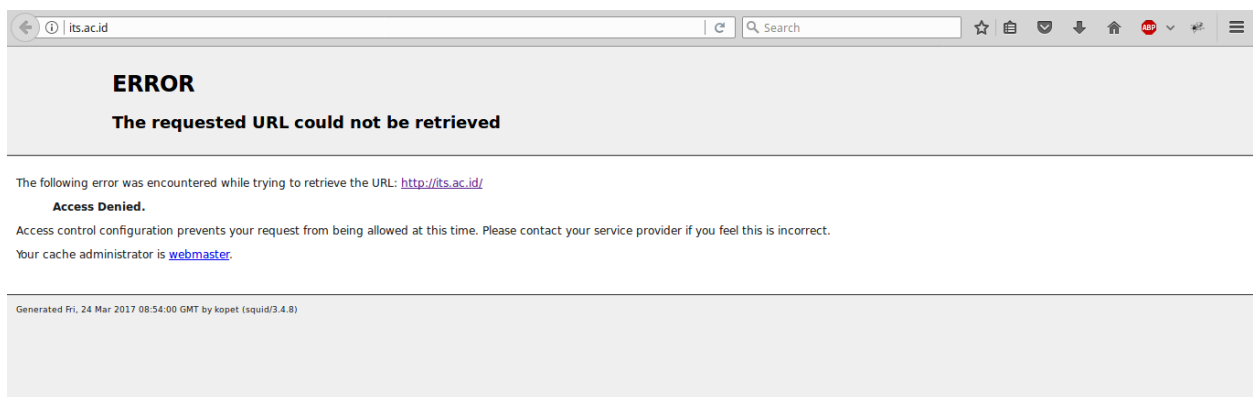 its.ac.id
Search
ABP
ERROR
The requested URL could not be retrieved
The following error was encountered while trying to retrieve the URL: http://its.ac.id/
Access Denied.
Access control configuration prevents your request from being allowed at this time. Please contact your service provider if you feel this is incorrect.
Your cache administrator is webmaster.
Generated Fri, 24 Mar 2017 08:54:00 GMT by kopet (squid/3.4.8)